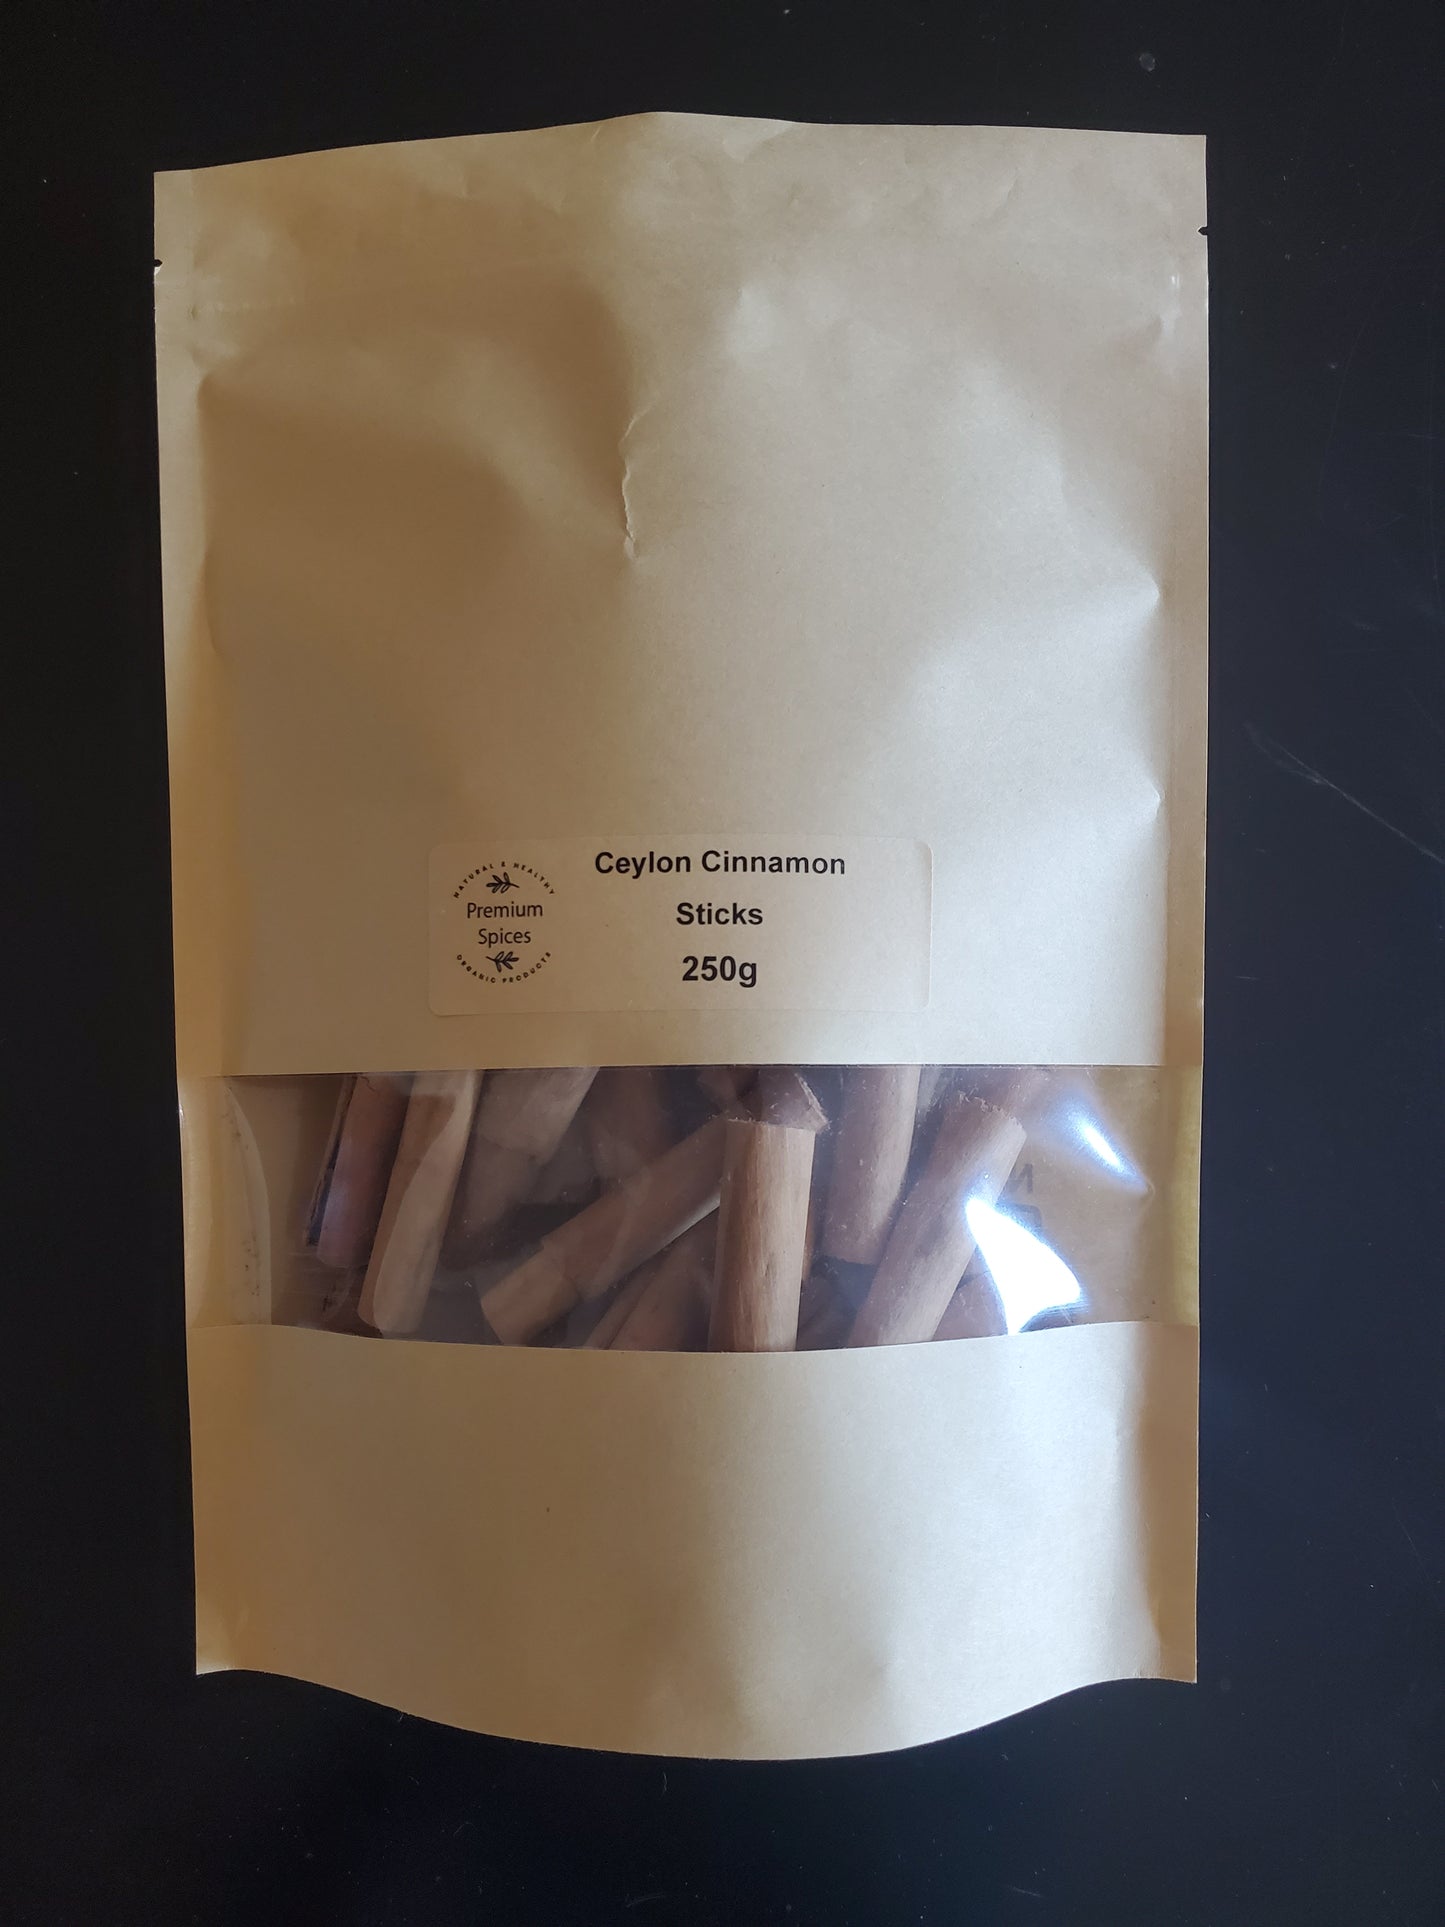 NATURAL & HEALTHY
Premium
Spices
ORGANIC PRODUCTS
Ceylon Cinnamon
Sticks
250g